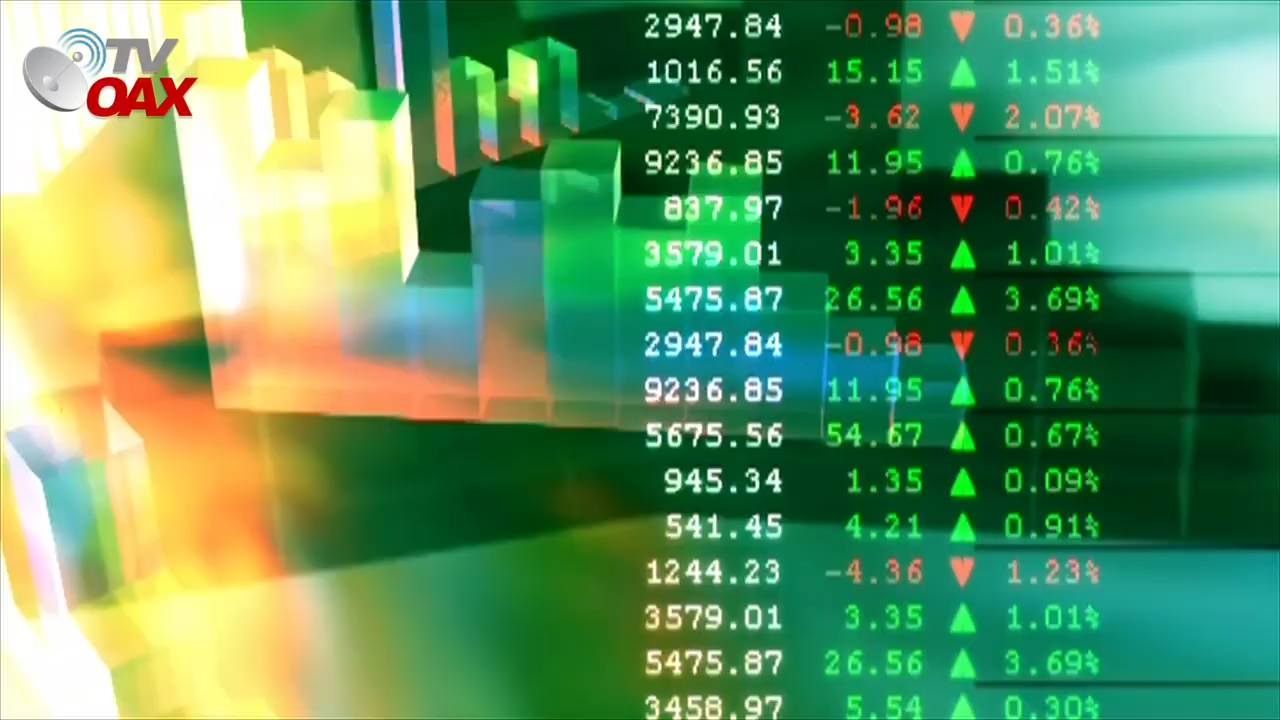 TV
OAX
2947.84 -0.98 ▼ 0.36%
1016.56 15.15 ▲ 1.51%
7390.93 -3.62 ▼ 2.07%
9236.85 11.95 ▲ 0.76%
837.97 -1.96 ▼ 0.42%
3579.01 3.35 ▲ 1.01%
5475.87 26.56 ▲ 3.69%
2947.84 -0.98 ▼ 0.36%
9236.85 11.95 ▲ 0.76%
5675.56 54.67 ▲ 0.67%
945.34 1.35 ▲ 0.09%
541.45 4.21 ▲ 0.91%
1244.23 -4.36 ▼ 1.23%
3579.01 3.35 ▲ 1.01%
5475.87 26.56 ▲ 3.69%
3458.97 5.54 ▲ 0.30%